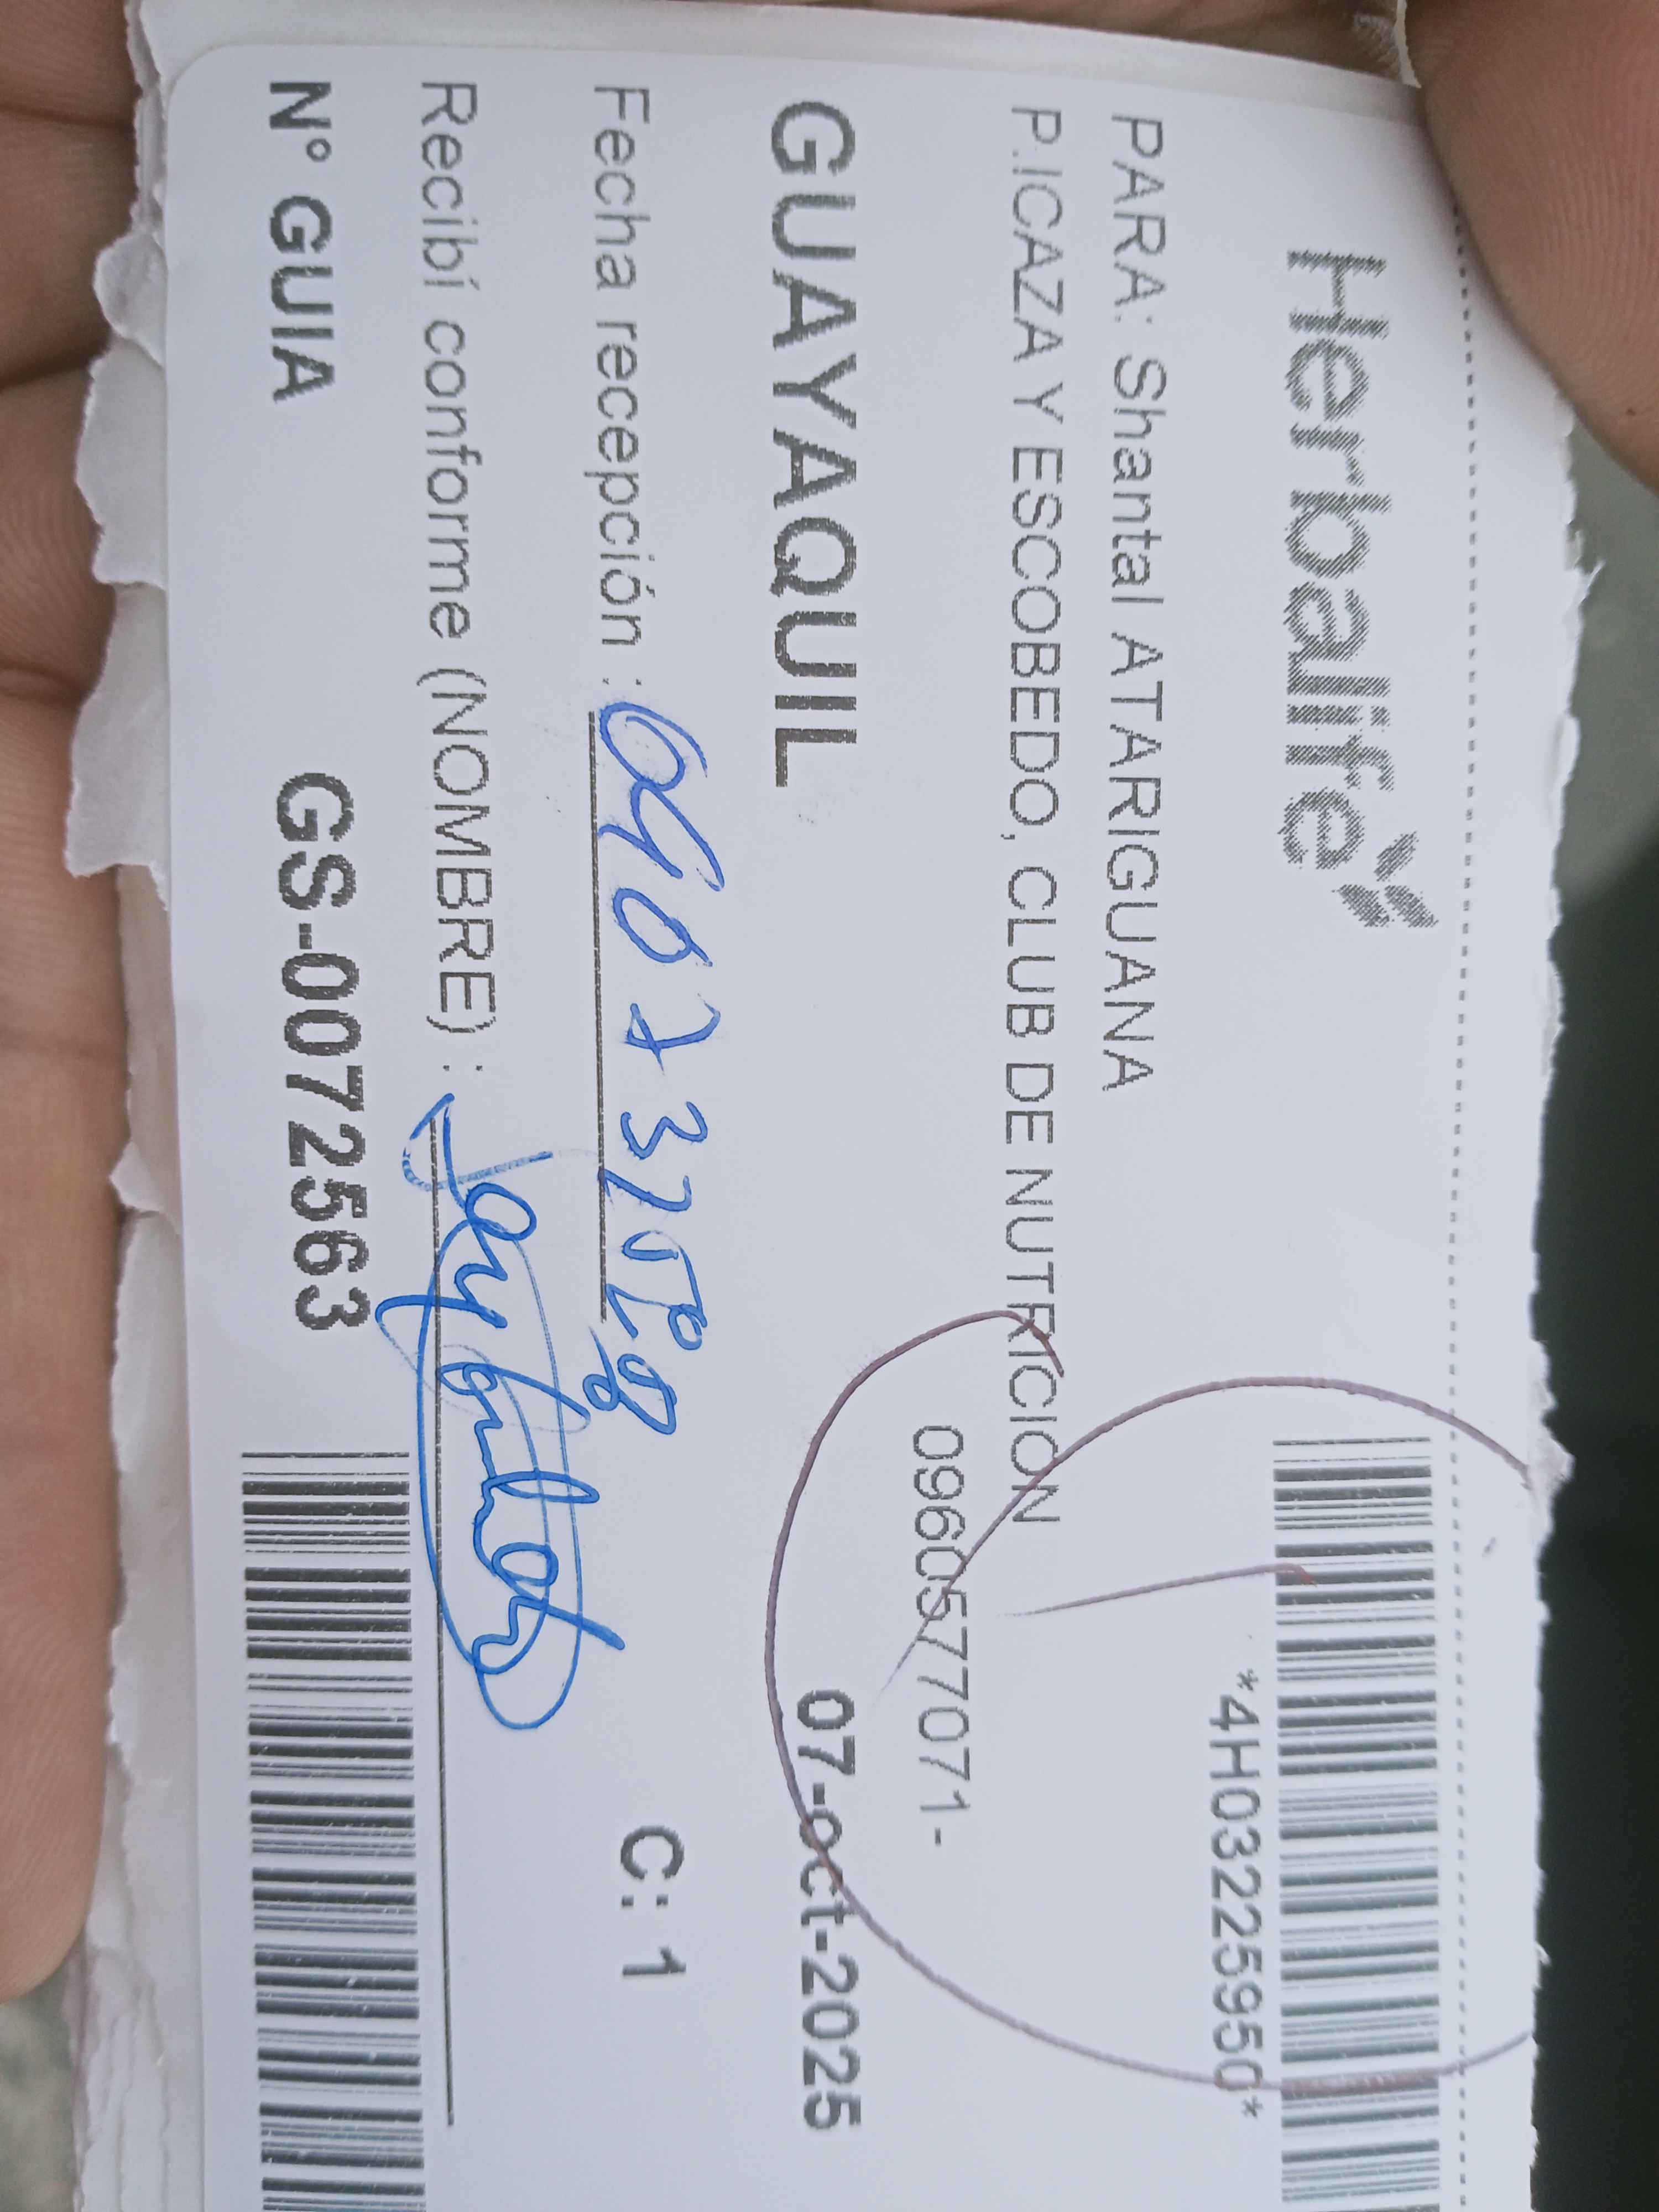 Herbalife
*4H03225950*
PARA: Shantal ATARIGUANA
P.ICAZA Y ESCOBEDO, CLUB DE NUTRICION
0960577071-
GUAYAQUIL 07-oct-2025
Fecha recepción : C: 1
Recibí conforme (NOMBRE) :
N° GUIA GS-0072563